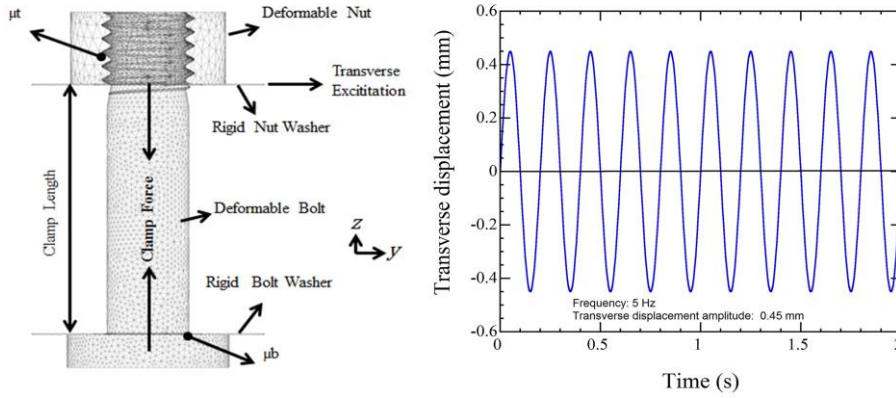 μt
Deformable Nut
Transverse
Excititation
Rigid Nut Washer
Clamp Length
Clamp Force
Deformable Bolt
z
y
Rigid Bolt Washer
μb
Transverse displacement (mm)
0.6
0.4
0.2
0
-0.2
-0.4
-0.6
Frequency: 5 Hz
Transverse displacement amplitude: 0.45 mm
0
0.5
1
1.5
2
Time (s)